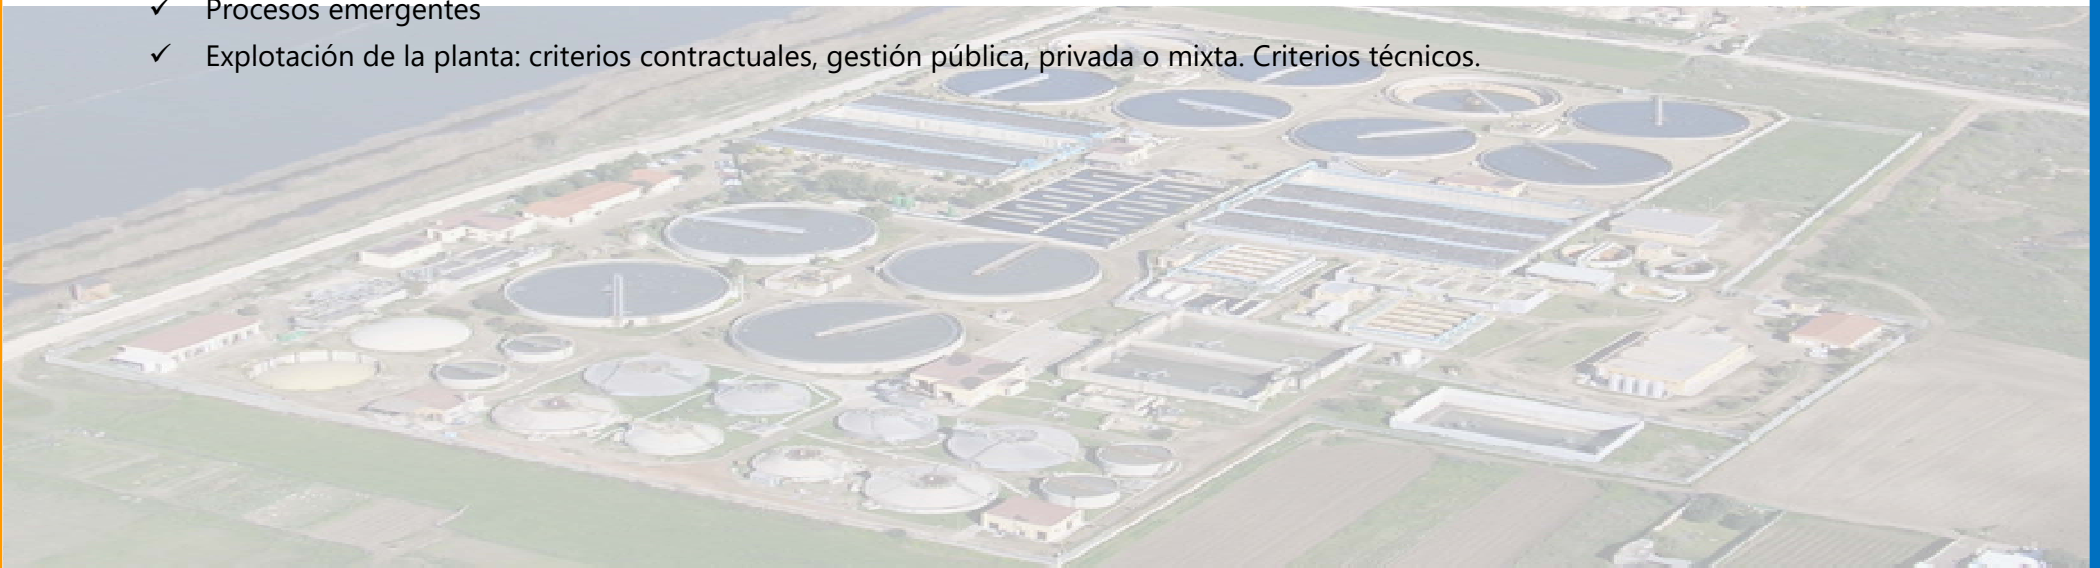 ✓ Procesos emergentes
✓ Explotación de la planta: criterios contractuales, gestión pública, privada o mixta. Criterios técnicos.